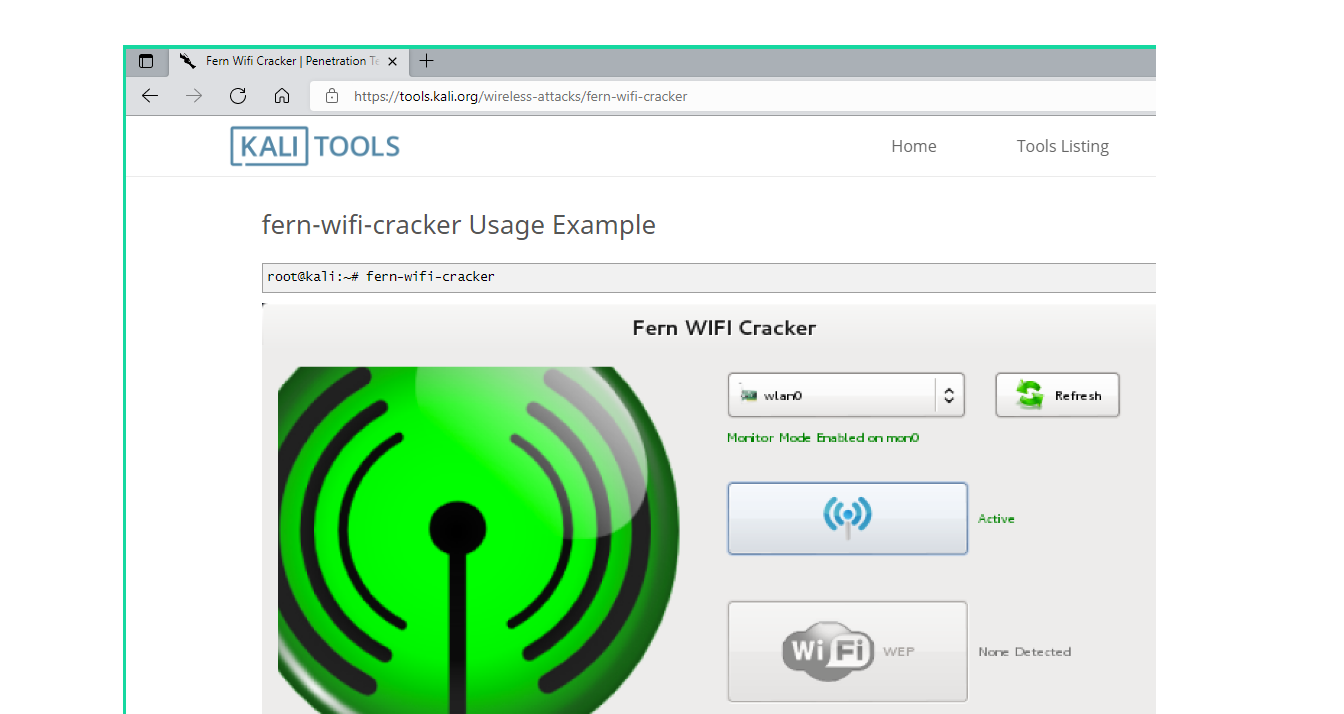 Fern Wifi Cracker | Penetration Te
https://tools.kali.org/wireless-attacks/fern-wifi-cracker
KALI TOOLS
Home
Tools Listing
fern-wifi-cracker Usage Example
root@kali:~# fern-wifi-cracker
Fern WIFI Cracker
wlan0
Refresh
Monitor Mode Enabled on mon0
Active
WiFi WEP
None Detected